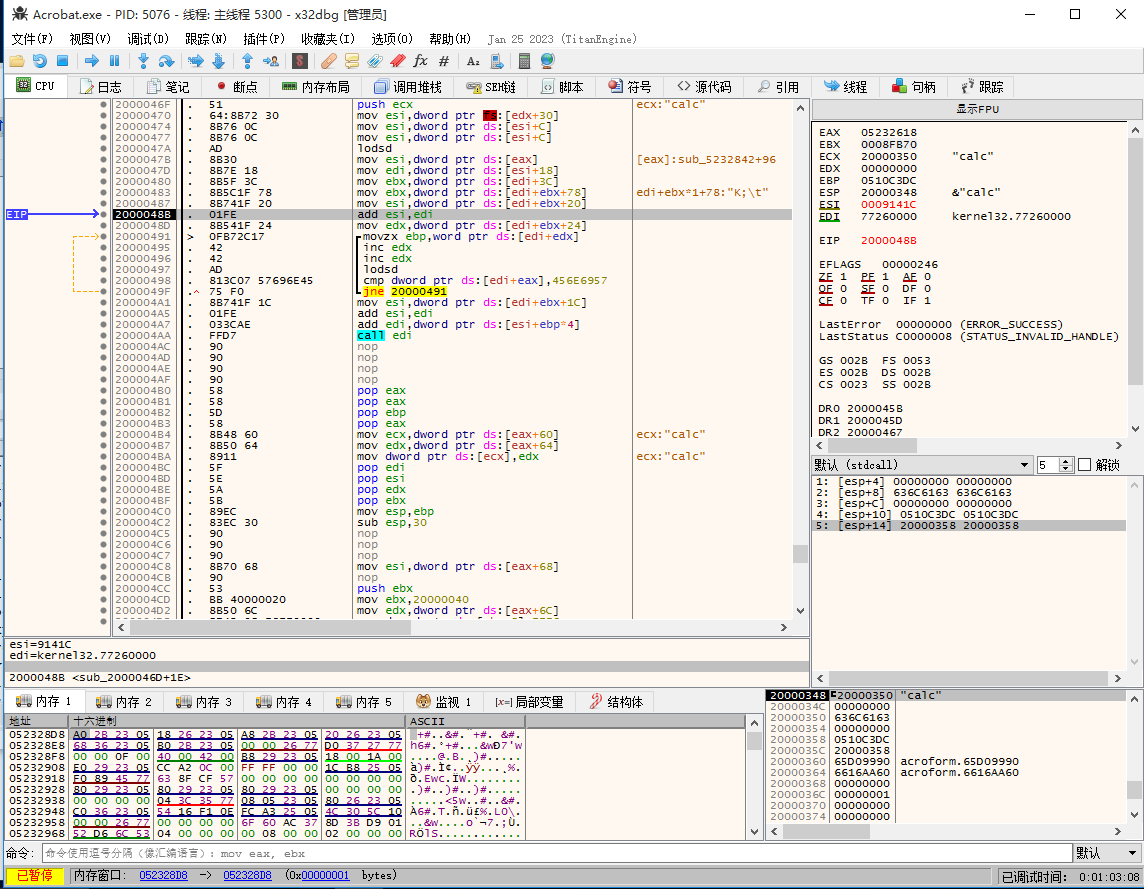 Acrobat.exe - PID: 5076 - 线程: 主线程 5300 - x32dbg [管理员]
文件(F) 视图(V) 调试(D) 跟踪(N) 插件(P) 收藏夹(I) 选项(O) 帮助(H) Jan 25 2023 (TitanEngine)
CPU 日志 笔记 断点 内存布局 调用堆栈 SEH链 脚本 符号 源代码 引用 线程 句柄 跟踪
2000046F . 51 push ecx ecx:"calc"
20000470 . 64:8B72 30 mov esi,dword ptr fs:[edx+30]
20000474 . 8B76 0C mov esi,dword ptr ds:[esi+C]
20000477 . 8B76 0C mov esi,dword ptr ds:[esi+C]
2000047A . AD lodsd
2000047B . 8B30 mov esi,dword ptr ds:[eax] [eax]:sub_5232842+96
2000047D . 8B7E 18 mov edi,dword ptr ds:[esi+18]
20000480 . 8B5F 3C mov ebx,dword ptr ds:[edi+3C]
20000483 . 8B5C1F 78 mov ebx,dword ptr ds:[edi+ebx+78] edi+ebx*1+78:"K;\t"
20000487 . 8B741F 20 mov esi,dword ptr ds:[edi+ebx+20]
EIP 2000048B . 01FE add esi,edi
2000048D . 8B541F 24 mov edx,dword ptr ds:[edi+ebx+24]
20000491 > 0FB72C17 movzx ebp,word ptr ds:[edi+edx]
20000495 . 42 inc edx
20000496 . 42 inc edx
20000497 . AD lodsd
20000498 . 813C07 57696E45 cmp dword ptr ds:[edi+eax],456E6957
2000049F .^ 75 F0 jne 20000491
200004A1 . 8B741F 1C mov esi,dword ptr ds:[edi+ebx+1C]
200004A5 . 01FE add esi,edi
200004A7 . 033CAE add edi,dword ptr ds:[esi+ebp*4]
200004AA . FFD7 call edi
200004AC . 90 nop
200004AD . 90 nop
200004AE . 90 nop
200004AF . 90 nop
200004B0 . 58 pop eax
200004B1 . 58 pop eax
200004B2 . 5D pop ebp
200004B3 . 58 pop eax
200004B4 . 8B48 60 mov ecx,dword ptr ds:[eax+60] ecx:"calc"
200004B7 . 8B50 64 mov edx,dword ptr ds:[eax+64]
200004BA . 8911 mov dword ptr ds:[ecx],edx ecx:"calc"
200004BC . 5F pop edi
200004BD . 5E pop esi
200004BE . 5A pop edx
200004BF . 5B pop ebx
200004C0 . 89EC mov esp,ebp
200004C2 . 83EC 30 sub esp,30
200004C5 . 90 nop
200004C6 . 90 nop
200004C7 . 90 nop
200004C8 . 8B70 68 mov esi,dword ptr ds:[eax+68]
200004CB . 90 nop
200004CC . 53 push ebx
200004CD . BB 40000020 mov ebx,20000040
200004D2 . 8B50 6C mov edx,dword ptr ds:[eax+6C]
esi=9141C
edi=kernel32.77260000
2000048B <sub_2000046D+1E>
显示FPU
EAX 05232618
EBX 0008FB70
ECX 20000350 "calc"
EDX 00000000
EBP 0510C3DC
ESP 20000348 &"calc"
ESI 0009141C
EDI 77260000 kernel32.77260000
EIP 2000048B
EFLAGS 00000246
ZF 1 PF 1 AF 0
OF 0 SF 0 DF 0
CF 0 TF 0 IF 1
LastError 00000000 (ERROR_SUCCESS)
LastStatus C0000008 (STATUS_INVALID_HANDLE)
GS 002B FS 0053
ES 002B DS 002B
CS 0023 SS 002B
DR0 2000045B
DR1 2000045D
DR2 20000467
默认 (stdcall) 5 解锁
1: [esp+4] 00000000 00000000
2: [esp+8] 636C6163 636C6163
3: [esp+C] 00000000 00000000
4: [esp+10] 0510C3DC 0510C3DC
5: [esp+14] 20000358 20000358
内存 1 内存 2 内存 3 内存 4 内存 5 监视 1 局部变量 结构体
地址 十六进制 ASCII
052328D8 A0 2B 23 05 18 26 23 05 A8 2B 23 05 20 26 23 05
052328E8 68 36 23 05 B0 2B 23 05 00 00 26 77 D0 37 27 77
052328F8 00 00 0F 00 40 00 42 00 B8 29 23 05 18 00 1A 00
05232908 E0 29 23 05 CC A2 0C 00 FF FF 00 00 1C B8 25 05
05232918 F0 89 45 77 63 8F CF 57 00 00 00 00 00 00 00 00
05232928 80 29 23 05 80 29 23 05 80 29 23 05 00 00 00 00
05232938 00 00 00 00 04 3C 35 77 08 05 23 05 80 26 23 05
05232948 C0 36 23 05 54 16 F1 0E FC A3 25 05 4C 30 5C 10
05232958 00 00 26 77 00 00 00 00 6F 60 AC 37 8D 3B D9 01
05232968 52 D6 6C 53 04 00 00 00 00 08 00 00 02 00 00 00
20000348 20000350 "calc"
2000034C 00000000
20000350 636C6163
20000354 00000000
20000358 0510C3DC
2000035C 20000358
20000360 65D09990 acroform.65D09990
20000364 6616AA60 acroform.6616AA60
20000368 00000000
2000036C 00000001
20000370 00000000
20000374 00000000
命令: 命令使用逗号分隔 (像汇编语言): mov eax, ebx 默认
已暂停 内存窗口: 052328D8 -> 052328D8 (0x00000001 bytes) 已调试时间: 0:01:03:08